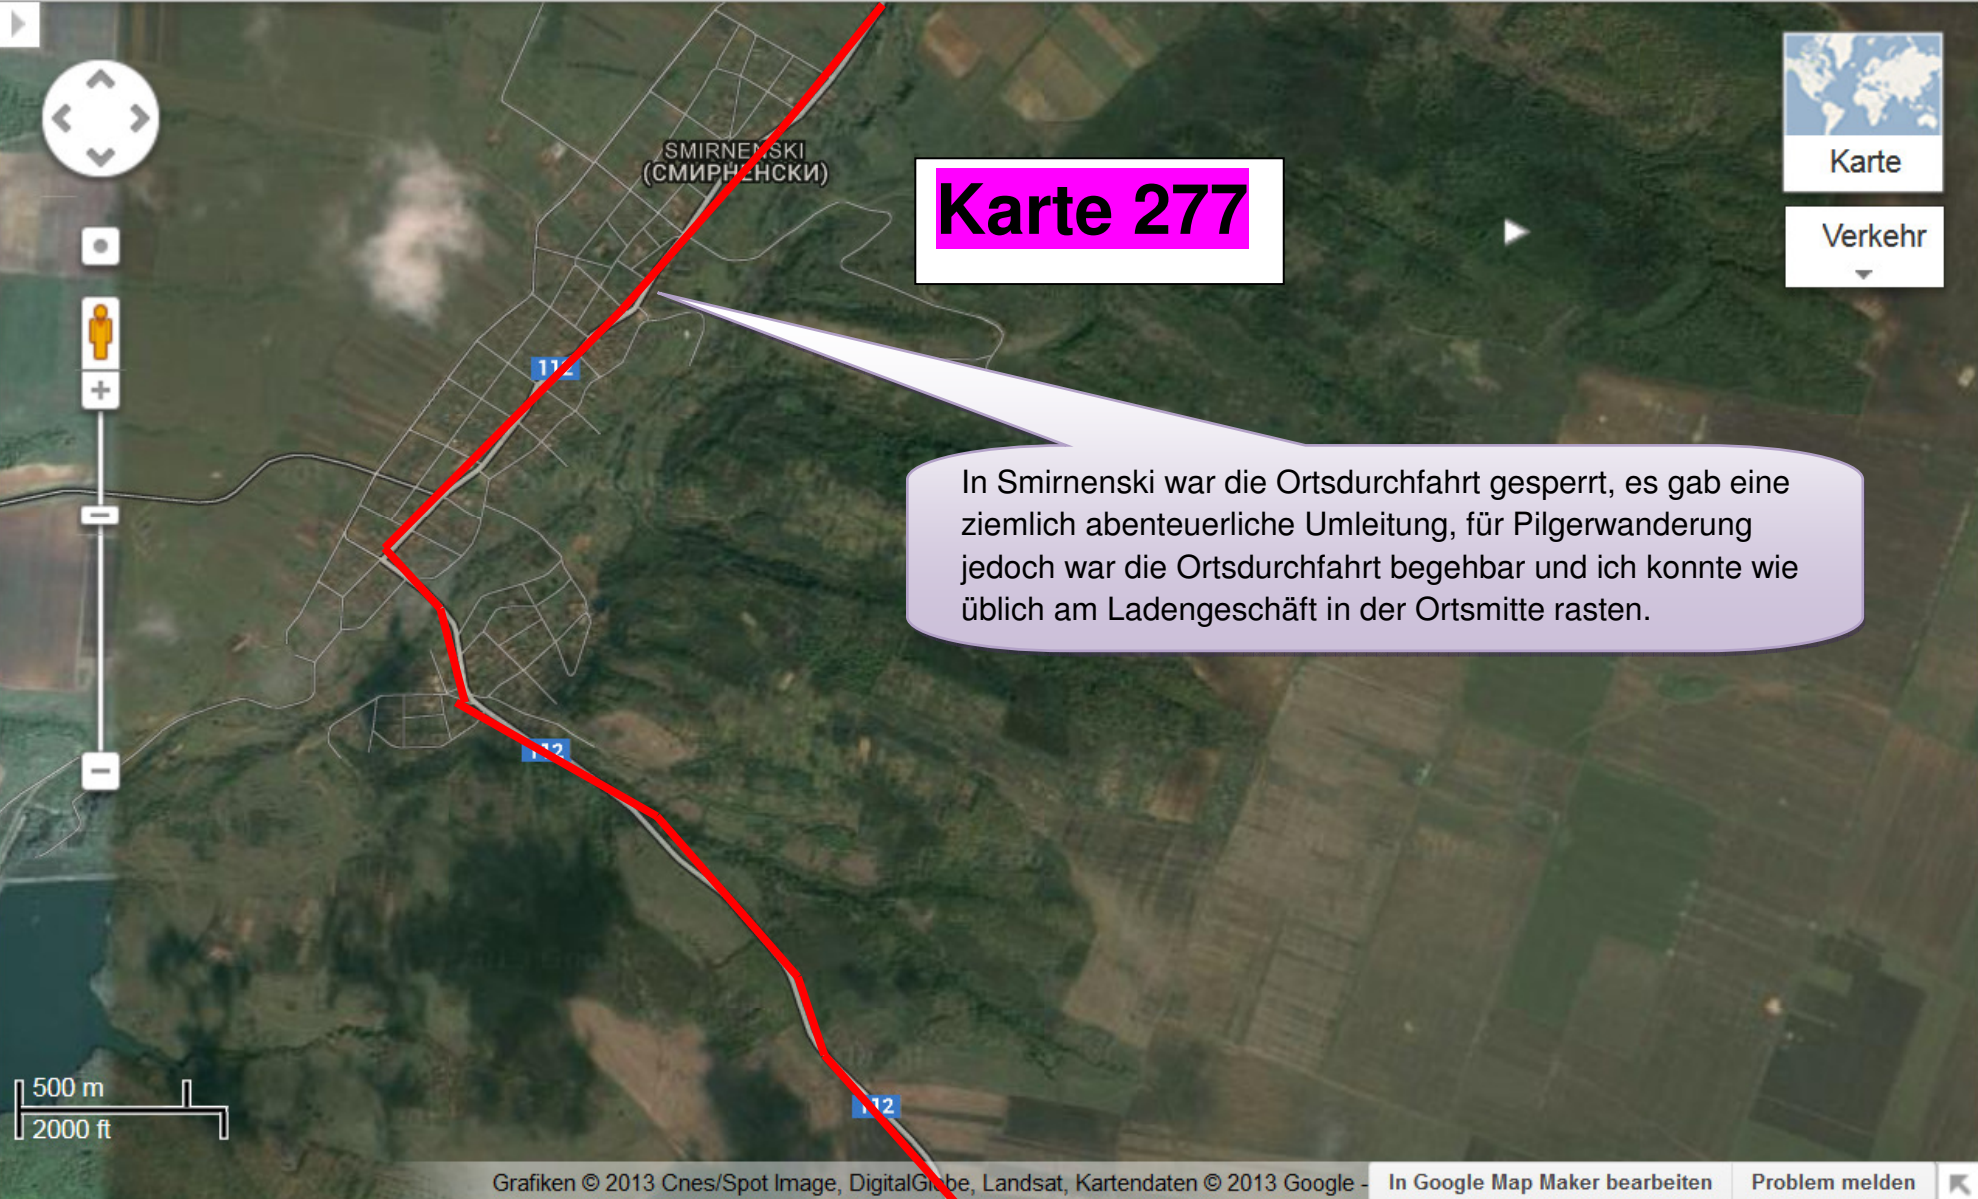 SMIRNENSKI
(СМИРНЕНСКИ)
Karte 277
Karte
Verkehr
112
In Smirnenski war die Ortsdurchfahrt gesperrt, es gab eine
ziemlich abenteuerliche Umleitung, für Pilgerwanderung
jedoch war die Ortsdurchfahrt begehbar und ich konnte wie
üblich am Ladengeschäft in der Ortsmitte rasten.
112
112
500 m
2000 ft
Grafiken © 2013 Cnes/Spot Image, DigitalGlobe, Landsat, Kartendaten © 2013 Google -
In Google Map Maker bearbeiten
Problem melden